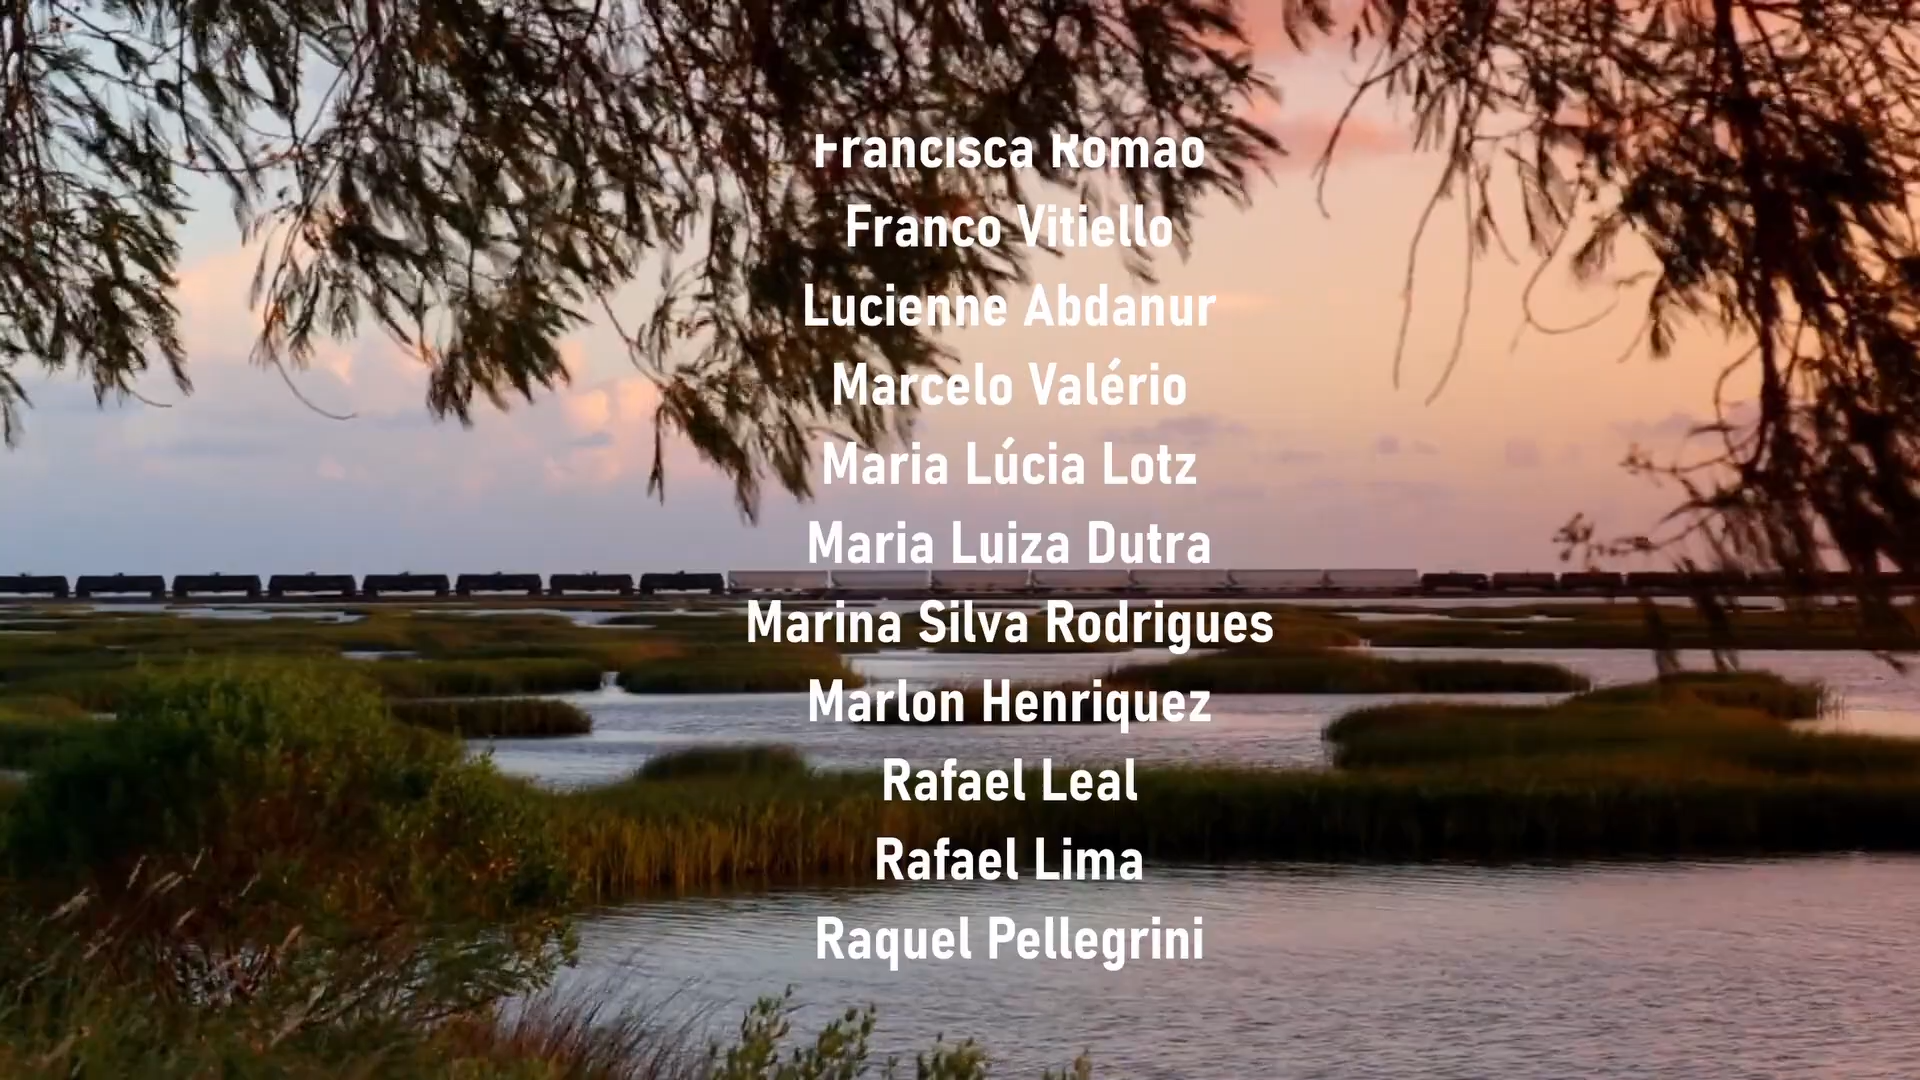 Francisca Romao
Franco Vitiello
Lucienne Abdanur
Marcelo Valério
Maria Lúcia Lotz
Maria Luiza Dutra
Marina Silva Rodrigues
Marlon Henriquez
Rafael Leal
Rafael Lima
Raquel Pellegrini